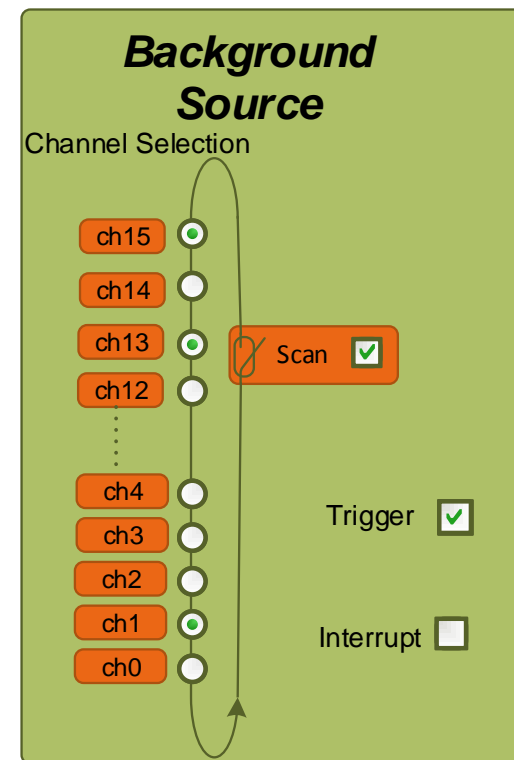 Background
Source
Channel Selection
ch15
ch14
ch13
Scan
ch12
ch4
Trigger
ch3
ch2
ch1
Interrupt
ch0